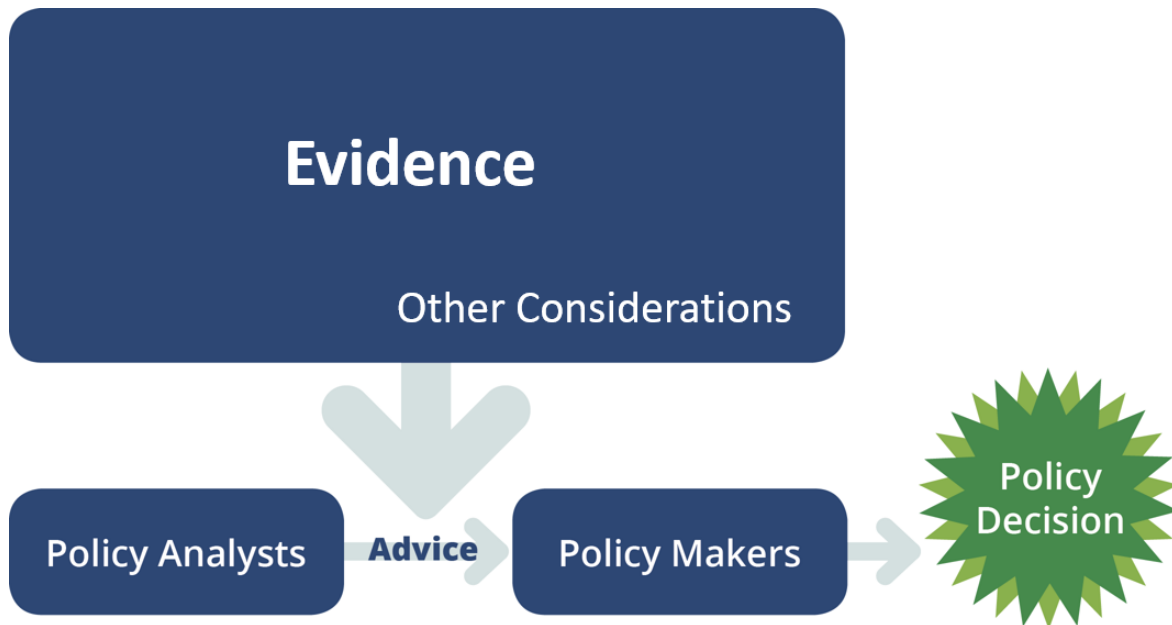 Evidence
Other Considerations
Policy Analysts
Advice
Policy Makers
Policy
Decision